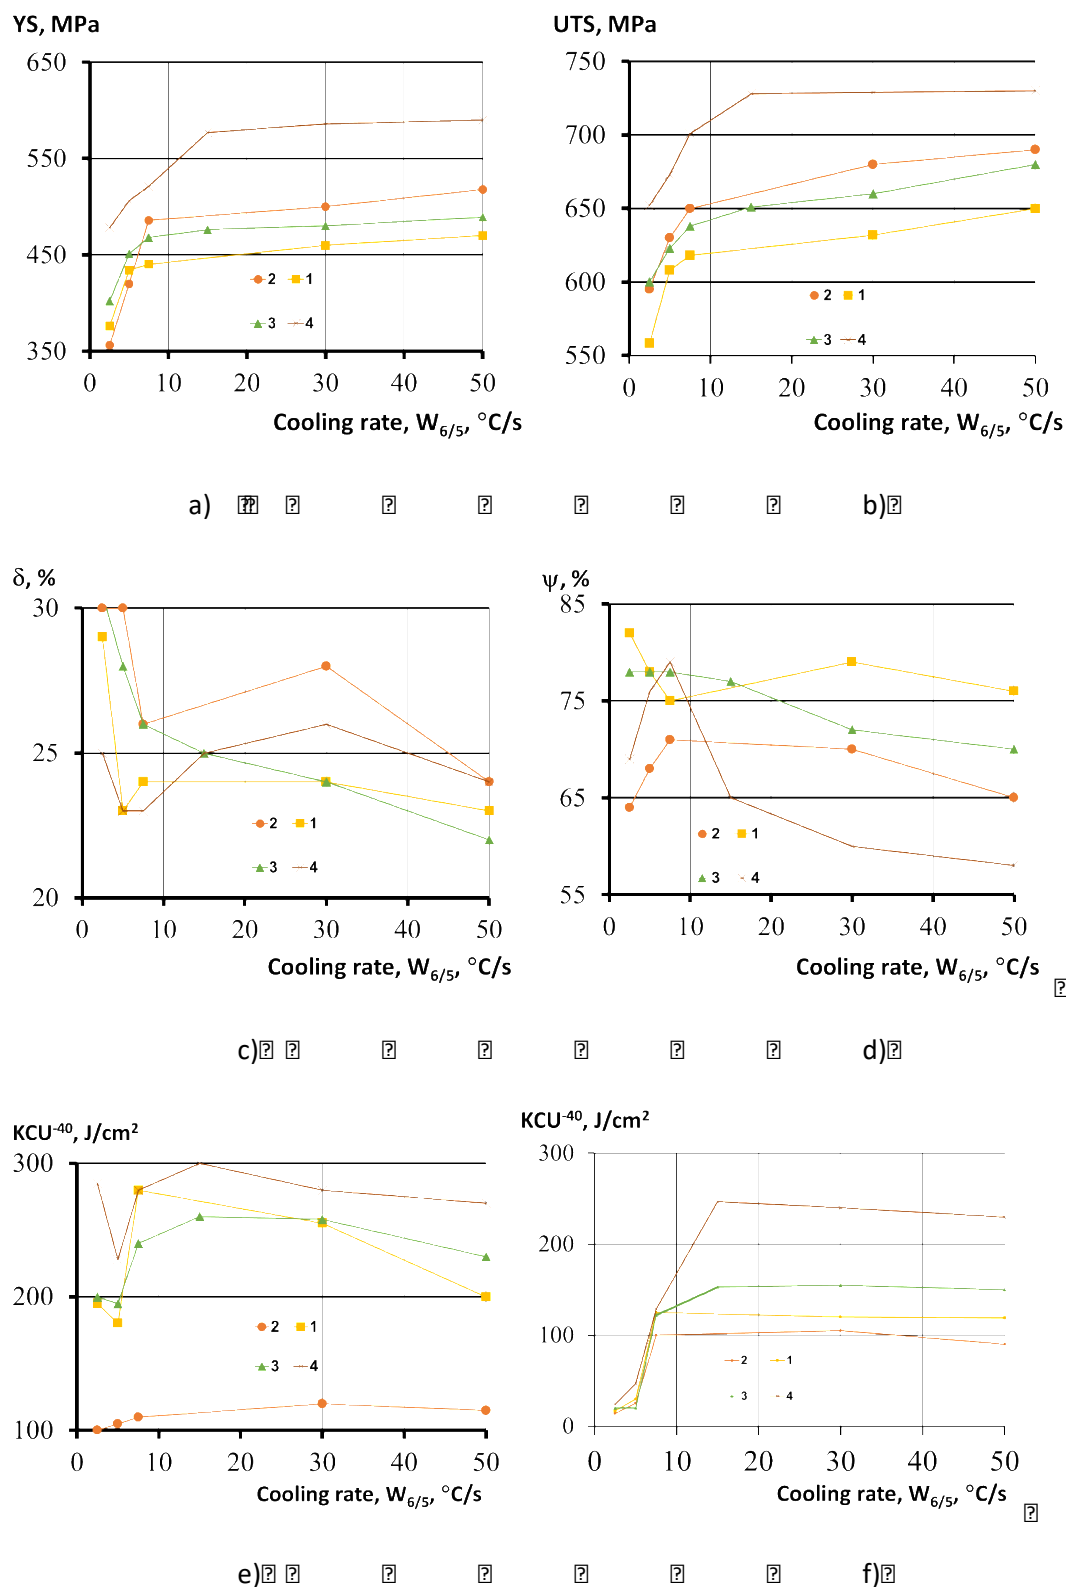 YS, MPa
650
550
450
350
0 10 20 30 40 50
2 1
3 4
Cooling rate, W6/5, °C/s
UTS, MPa
750
700
650
600
550
0 10 20 30 40 50
2 1
3 4
Cooling rate, W6/5, °C/s
a) b)
δ, %
30
25
20
0 10 20 30 40 50
2 1
3 4
Cooling rate, W6/5, °C/s
ψ, %
85
75
65
55
0 10 20 30 40 50
2 1
3 4
Cooling rate, W6/5, °C/s
c) d)
KCU-40, J/cm2
300
200
100
0 10 20 30 40 50
2 1
3 4
Cooling rate, W6/5, °C/s
KCU-40, J/cm2
300
200
100
0
0 10 20 30 40 50
2 1
3 4
Cooling rate, W6/5, °C/s
e) f)